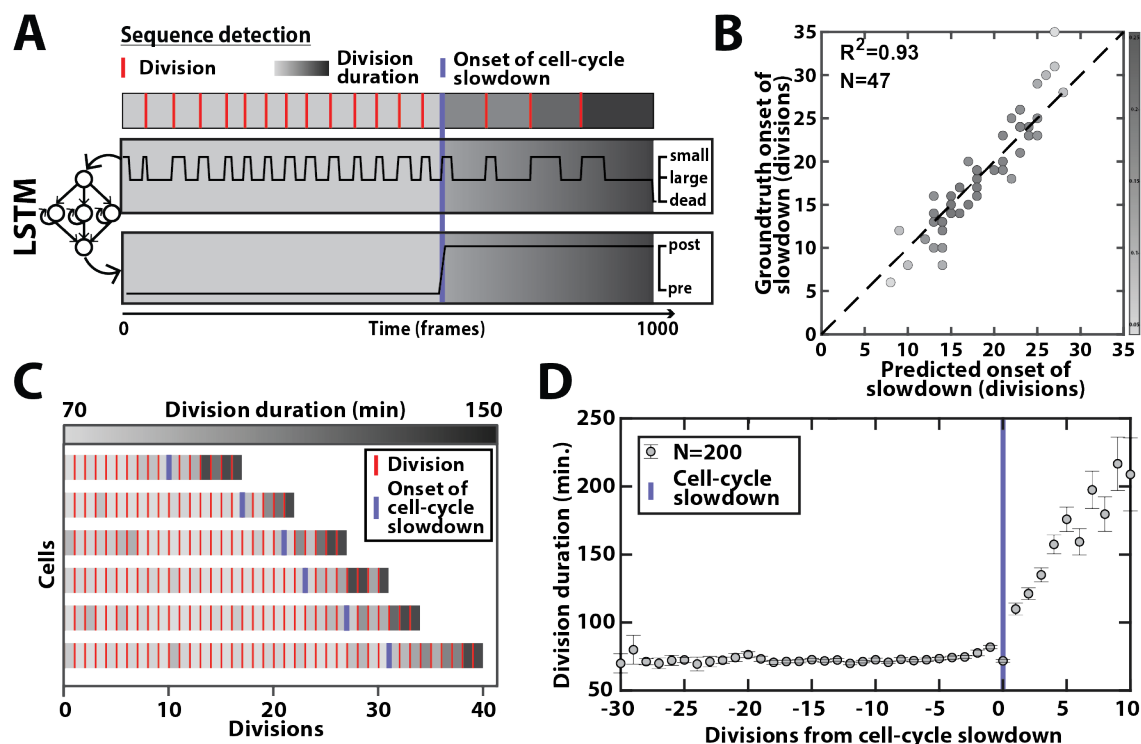 A
Sequence detection
Division
Division
duration
Onset of cell-cycle
slowdown
LSTM
small
large
dead
post
pre
0
Time (frames)
1000
B
R2=0.93
N=47
Groundtruth onset of
slowdown (divisions)
35
30
25
20
15
10
5
0
0 5 10 15 20 25 30 35
Predicted onset of
slowdown (divisions)
C
70 Division duration (min) 150
Division
Onset of
cell-cycle
slowdown
Cells
0 10 20 30 40
Divisions
D
Division duration (min.)
250
200
150
100
50
N=200
Cell-cycle
slowdown
-30 -25 -20 -15 -10 -5 0 5 10
Divisions from cell-cycle slowdown